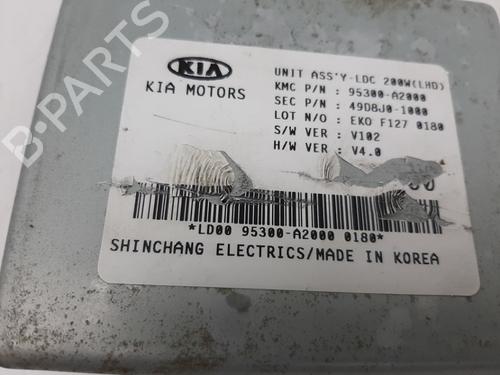 KIA
KIA MOTORS
UNIT ASS'Y-LDC 200W(LHD)
KMC P/N : 95300-A2000
SEC P/N : 49D8J0-1000
LOT N/O : EKO F127 0180
S/W VER : V102
H/W VER : V4.0
*LD00 95300-A2000 0180*
SHINCHANG ELECTRICS/MADE IN KOREA
B-PARTS